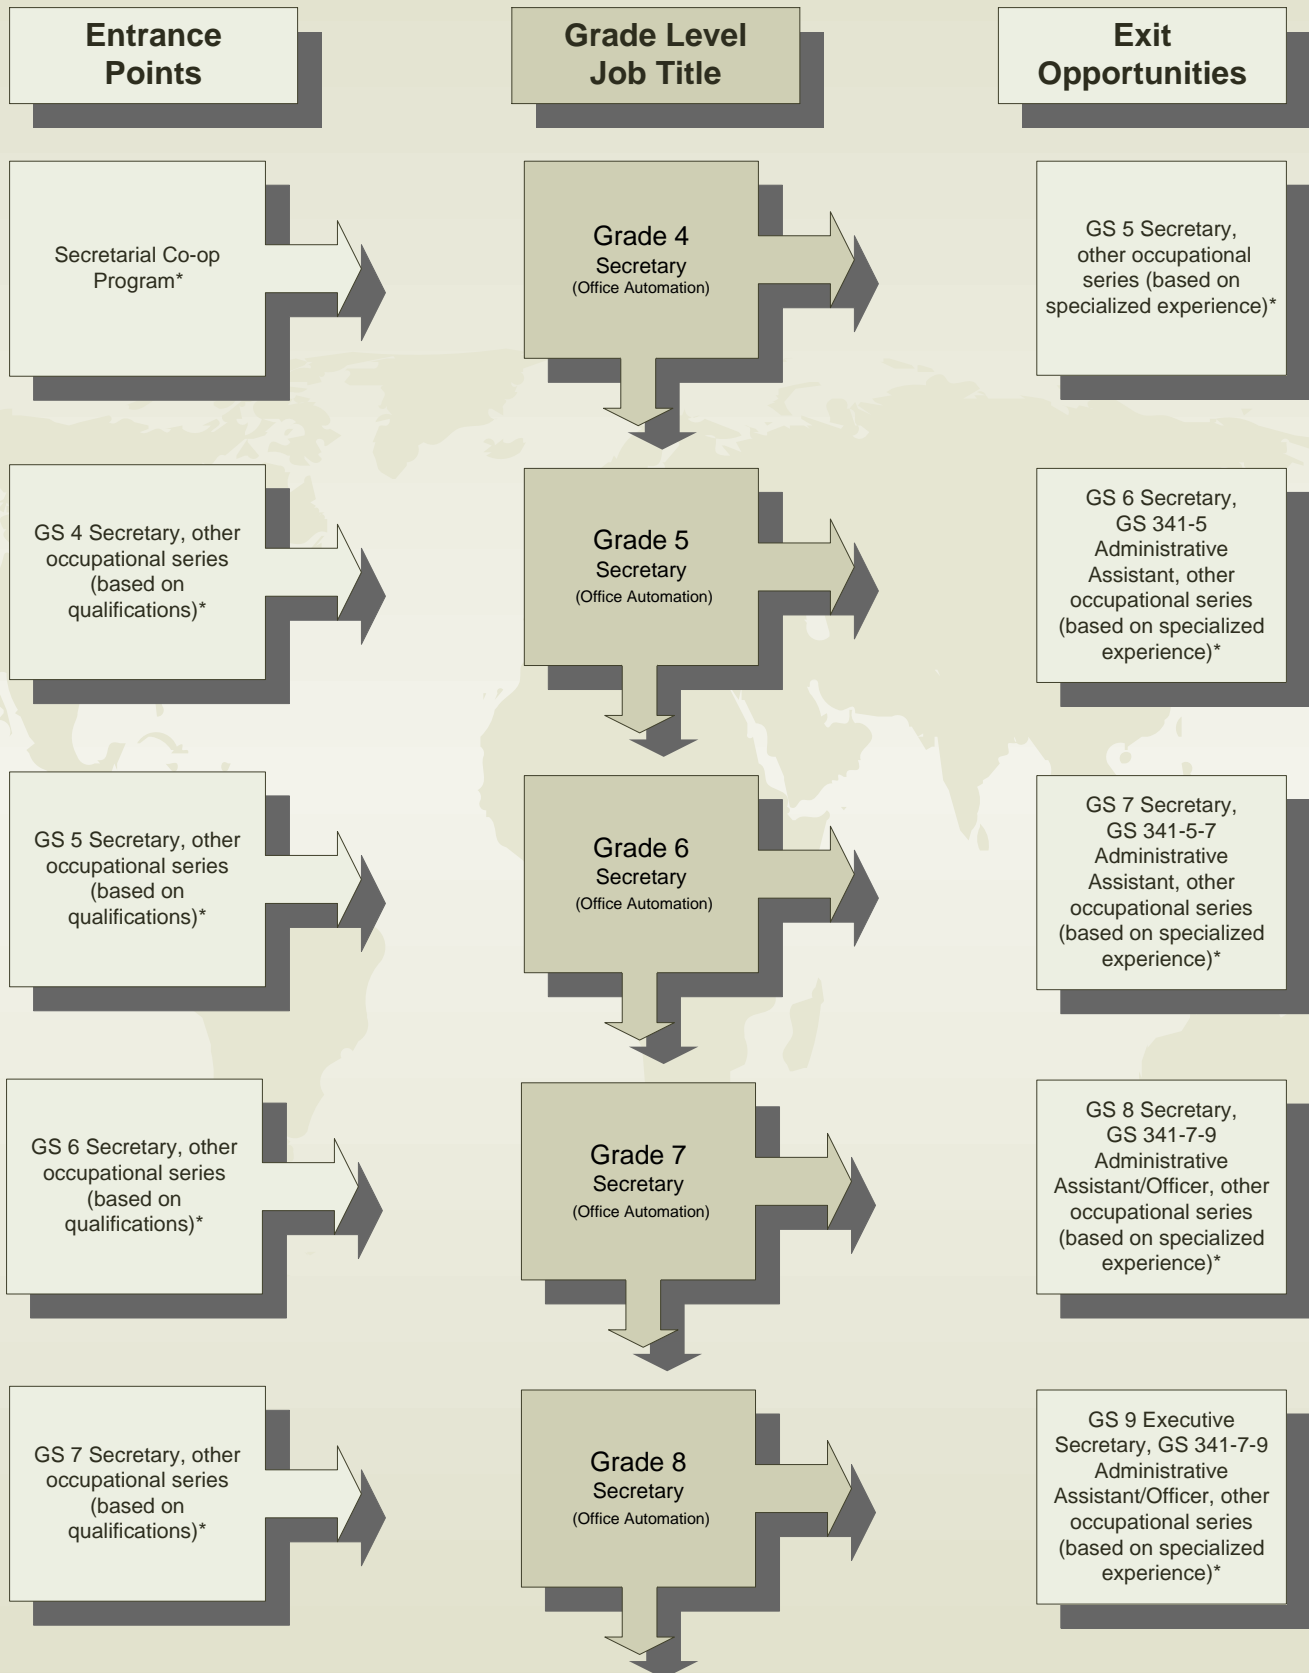 Entrance
Points
Grade Level
Job Title
Exit
Opportunities
Secretarial Co-op
Program*
Grade 4
Secretary
(Office Automation)
GS 5 Secretary,
other occupational
series (based on
specialized experience)*
GS 4 Secretary, other
occupational series
(based on
qualifications)*
Grade 5
Secretary
(Office Automation)
GS 6 Secretary,
GS 341-5
Administrative
Assistant, other
occupational series
(based on specialized
experience)*
GS 5 Secretary, other
occupational series
(based on
qualifications)*
Grade 6
Secretary
(Office Automation)
GS 7 Secretary,
GS 341-5-7
Administrative
Assistant, other
occupational series
(based on specialized
experience)*
GS 6 Secretary, other
occupational series
(based on
qualifications)*
Grade 7
Secretary
(Office Automation)
GS 8 Secretary,
GS 341-7-9
Administrative
Assistant/Officer, other
occupational series
(based on specialized
experience)*
GS 7 Secretary, other
occupational series
(based on
qualifications)*
Grade 8
Secretary
(Office Automation)
GS 9 Executive
Secretary, GS 341-7-9
Administrative
Assistant/Officer, other
occupational series
(based on specialized
experience)*